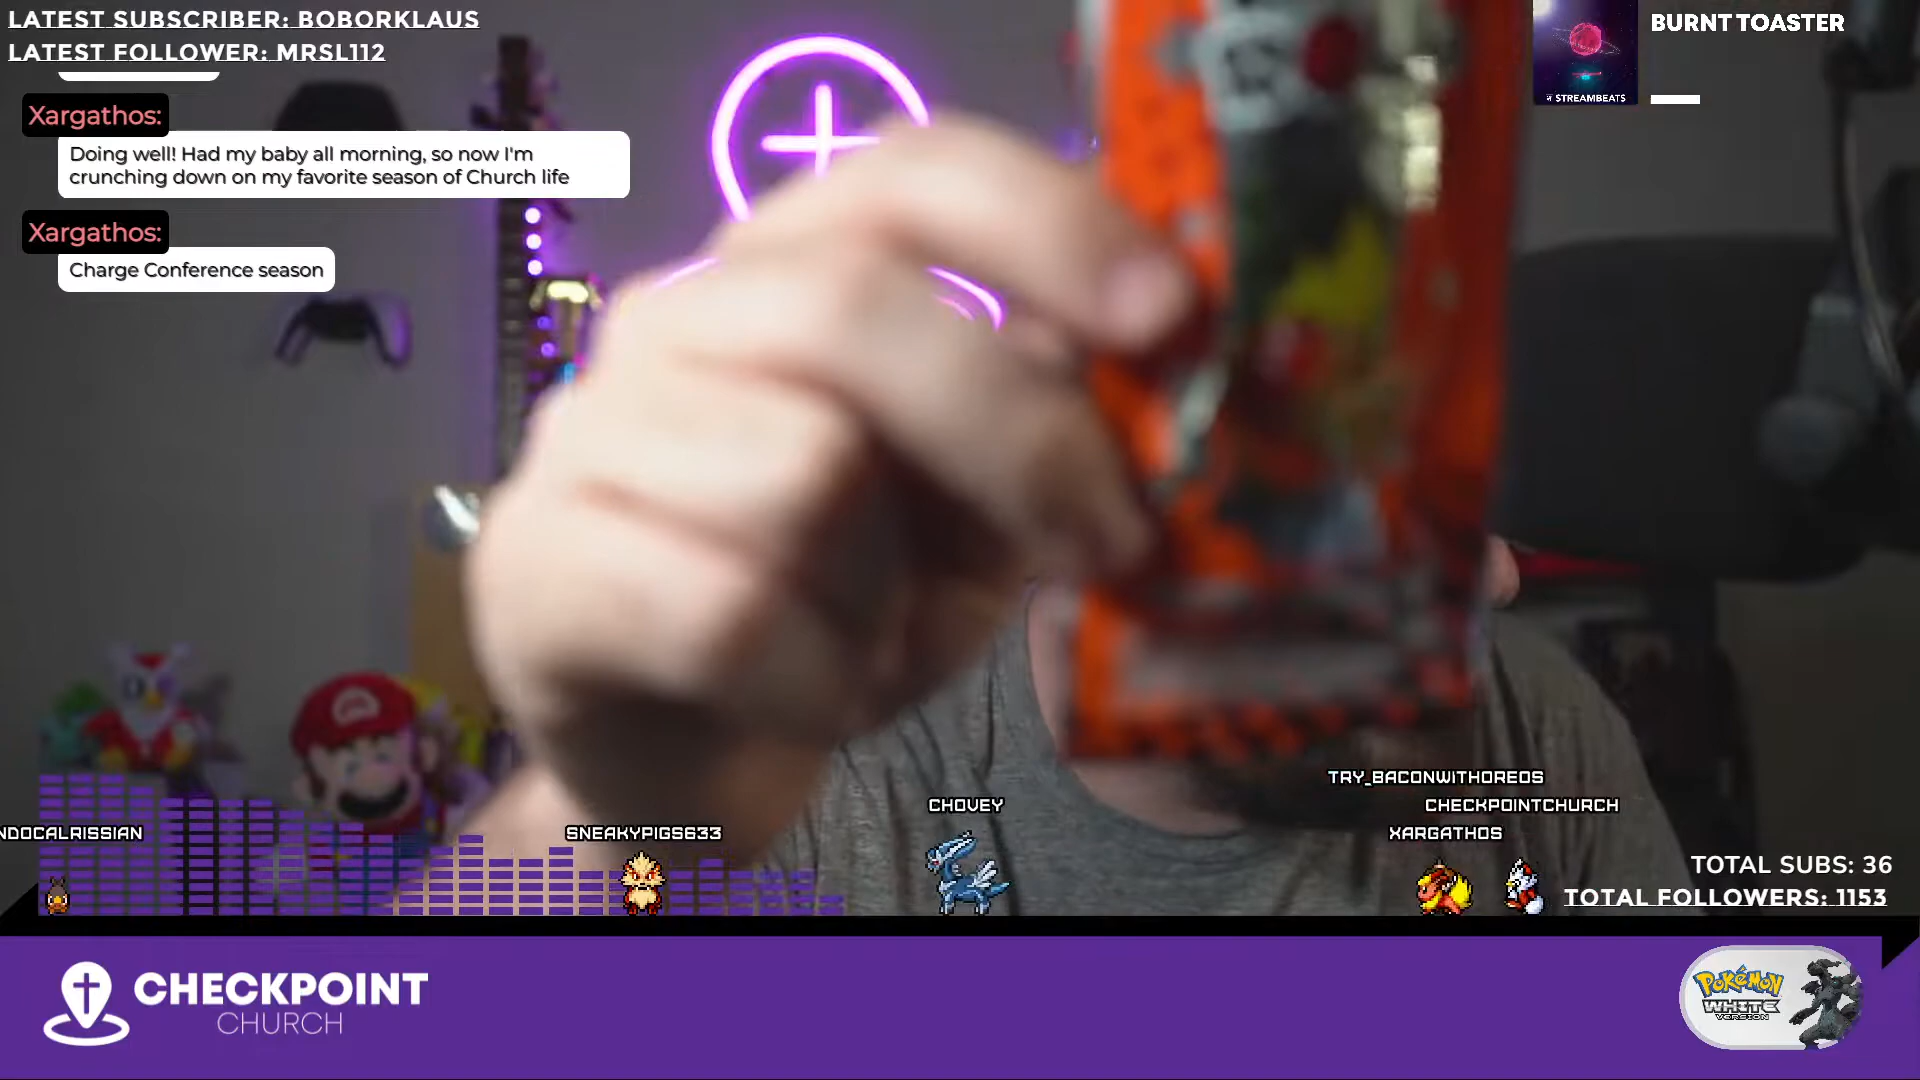 LATEST SUBSCRIBER: BOBORKLAUS
LATEST FOLLOWER: MRSL112
Xargathos:
Doing well! Had my baby all morning, so now I'm
crunching down on my favorite season of Church life
Xargathos:
Charge Conference season
BURNT TOASTER
STREAMBEATS
TRY_BACONWITHOREOS
CHOVEY
CHECKPOINTCHURCH
NDOCALRISSIAN
SNEAKYPIGS633
XARGATHOS
TOTAL SUBS: 36
TOTAL FOLLOWERS: 1153
CHECKPOINT
CHURCH
POKéMON
WHITE
VERSION